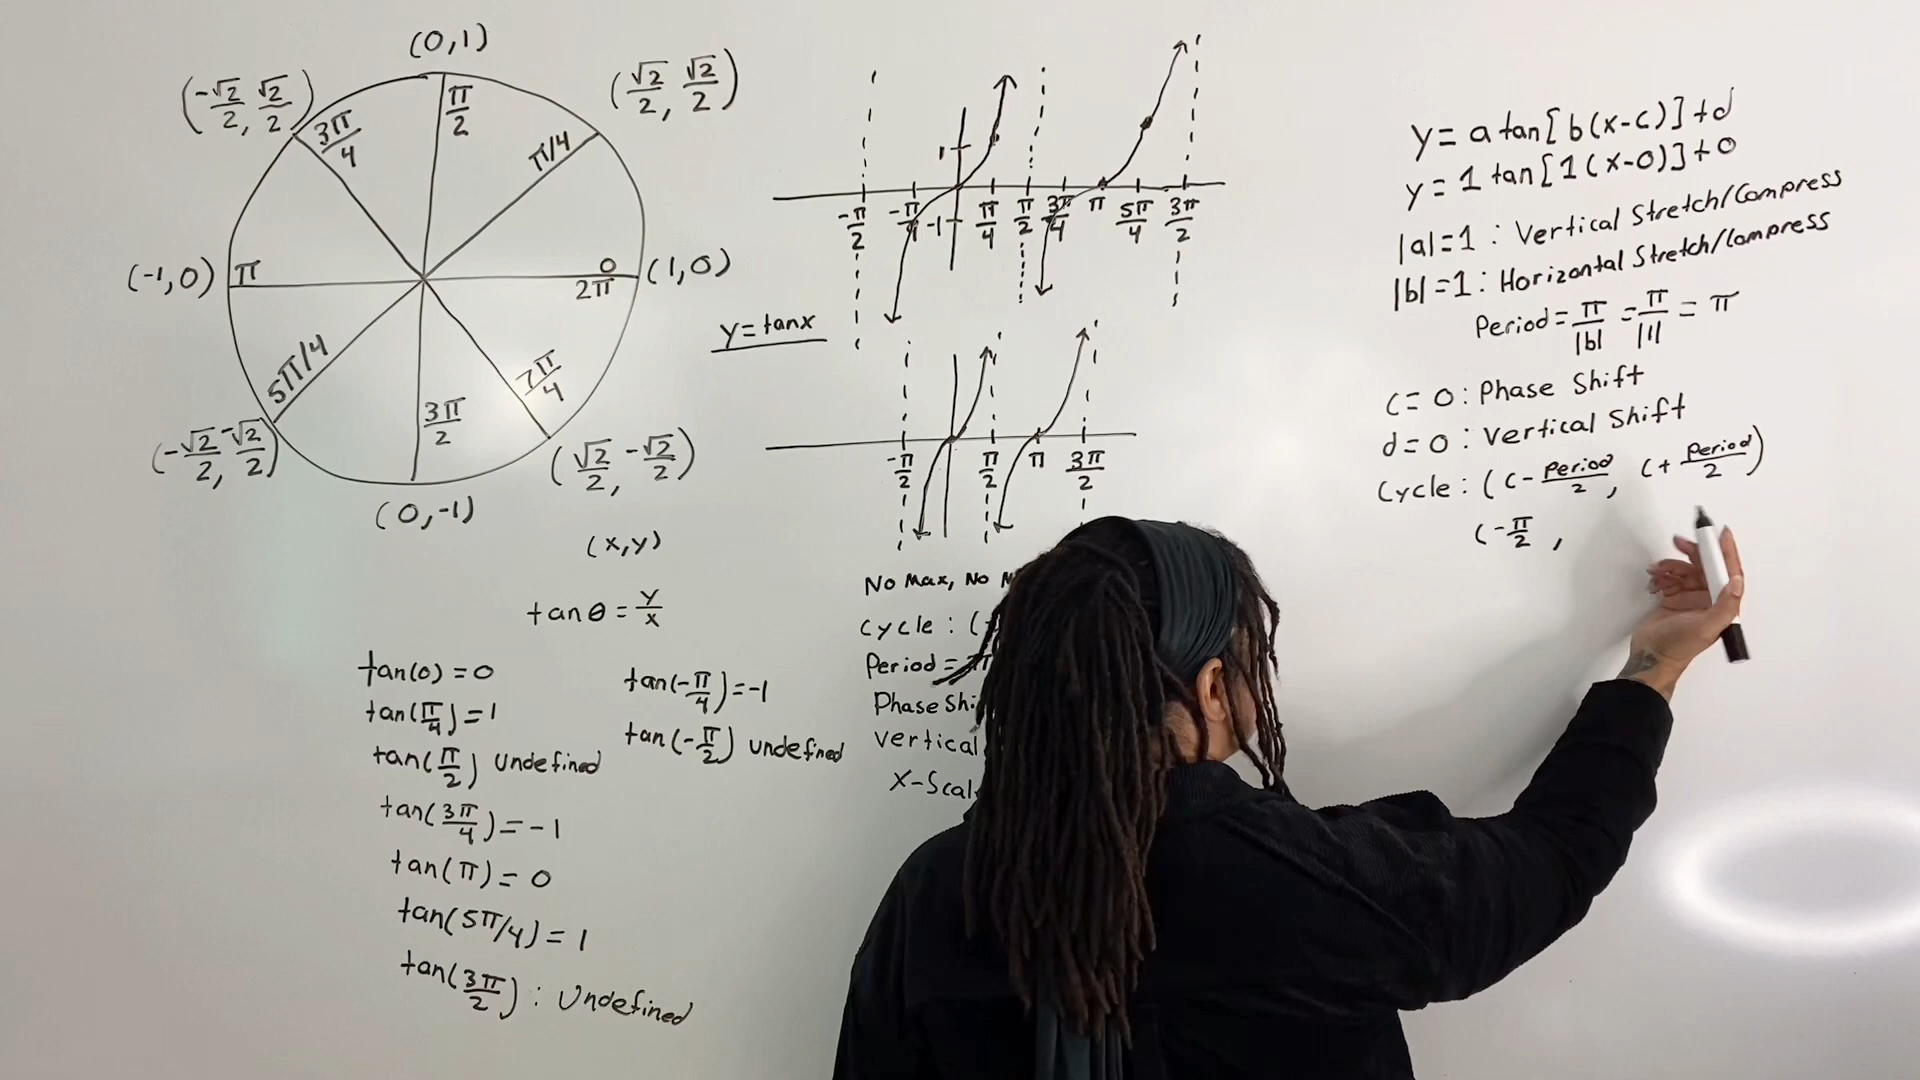 (0,1)
(-√2/2, √2/2)
(√2/2, √2/2)
3π/4
π/2
π/4
(-1,0)
π
0
2π
(1,0)
5π/4
3π/2
7π/4
(-√2/2, -√2/2)
(√2/2, -√2/2)
(0,-1)
(x,y)
tanθ = y/x
tan(0) = 0
tan(π/4) = 1
tan(π/2) undefined
tan(3π/4) = -1
tan(π) = 0
tan(5π/4) = 1
tan(3π/2) : Undefined
tan(-π/4) = -1
tan(-π/2) undefined
1
-π/2 -π/4 -1 π/4 π/2 3π/4 π 5π/4 3π/2
y=tanx
-π/2 π/2 π 3π/2
No Max, No
Cycle : (
Period = π
Phase Shi
Vertical
X-Scal
y = a tan[b(x-c)]+d
y = 1 tan[1(x-0)]+0
|a|=1 : Vertical Stretch/Compress
|b|=1 : Horizontal Stretch/Compress
Period = π/|b| = π/|1| = π
c = 0 : Phase Shift
d = 0 : Vertical Shift
Cycle : (c - Period/2, c + Period/2)
(-π/2 ,